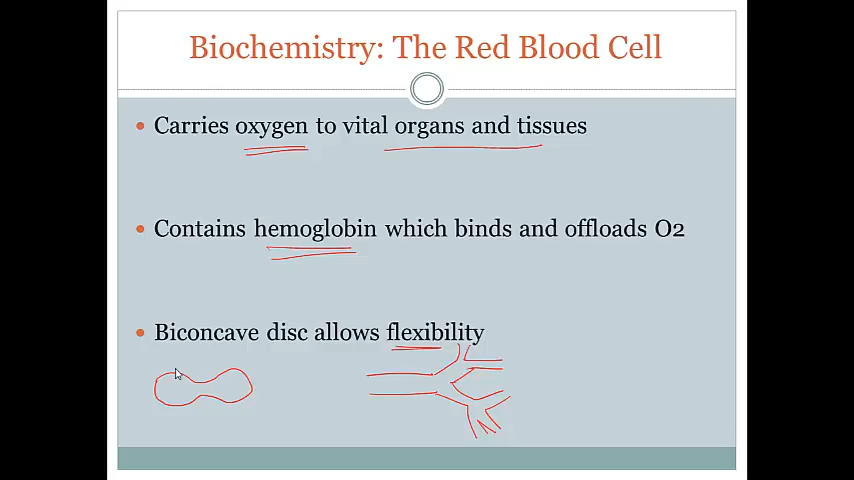 Biochemistry: The Red Blood Cell
Carries oxygen to vital organs and tissues
Contains hemoglobin which binds and offloads O2
Biconcave disc allows flexibility